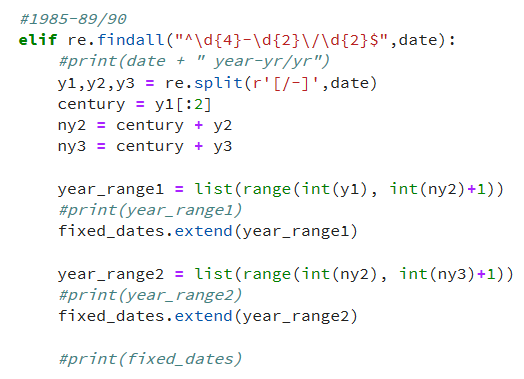 #1985-89/90
elif re.findall("^\d{4}-\d{2}\/\d{2}$",date):
    #print(date + " year-yr/yr")
    y1,y2,y3 = re.split(r'[/-]',date)
    century = y1[:2]
    ny2 = century + y2
    ny3 = century + y3

    year_range1 = list(range(int(y1), int(ny2)+1))
    #print(year_range1)
    fixed_dates.extend(year_range1)

    year_range2 = list(range(int(ny2), int(ny3)+1))
    #print(year_range2)
    fixed_dates.extend(year_range2)

    #print(fixed_dates)